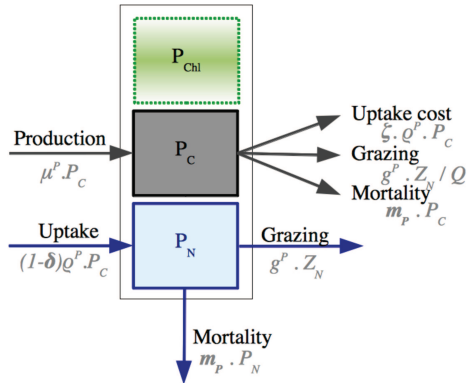 P_Chl
Production
μ^P.P_C
P_C
Uptake cost
ζ.ϱ^P.P_C
Grazing
g^P.Z_N/Q
Mortality
m_P.P_C
Uptake
(1-δ)ϱ^P.P_C
P_N
Grazing
g^P.Z_N
Mortality
m_P.P_N